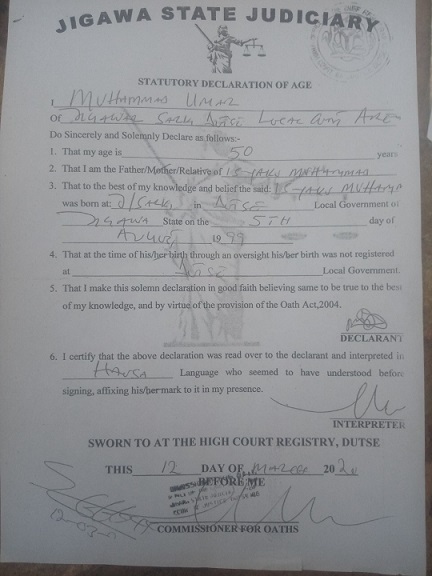 JIGAWA STATE JUDICIARY
STATUTORY DECLARATION OF AGE
I MUHAMMAD UMAR
Of JIGAWAR SARKI DUTSE LOCAL GOVT AREA
Do Sincerely and Solemnly Declare as follows:-
1. That my age is 50 years
2. That I am the Father/Mother/Relative of ISYAKU MUHAMMAD
3. That to the best of my knowledge and belief the said: ISYAKU MUHAMA
was born at: J/SARKI in DUTSE Local Government of
JIGAWA State on the 5TH day of
AUGUS 1999
4. That at the time of his/her birth through an oversight his/her birth was not registered
at DUTSE Local Government.
5. That I make this solemn declaration in good faith believing same to be true to the best
of my knowledge, and by virtue of the provision of the Oath Act,2004.
DECLARANT
6. I certify that the above declaration was read over to the declarant and interpreted in
HAUSA Language who seemed to have understood before
signing, affixing his/her mark to it in my presence.
INTERPRETER
SWORN TO AT THE HIGH COURT REGISTRY, DUTSE
THIS 12 DAY OF MARCH 2020
BEFORE ME
COMMISSIONER FOR OATHS